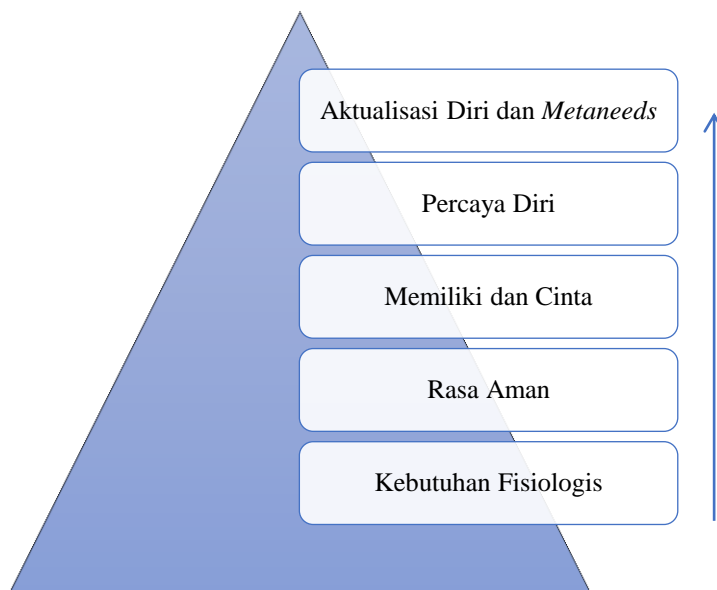 Aktualisasi Diri dan Metaneeds
Percaya Diri
Memiliki dan Cinta
Rasa Aman
Kebutuhan Fisiologis